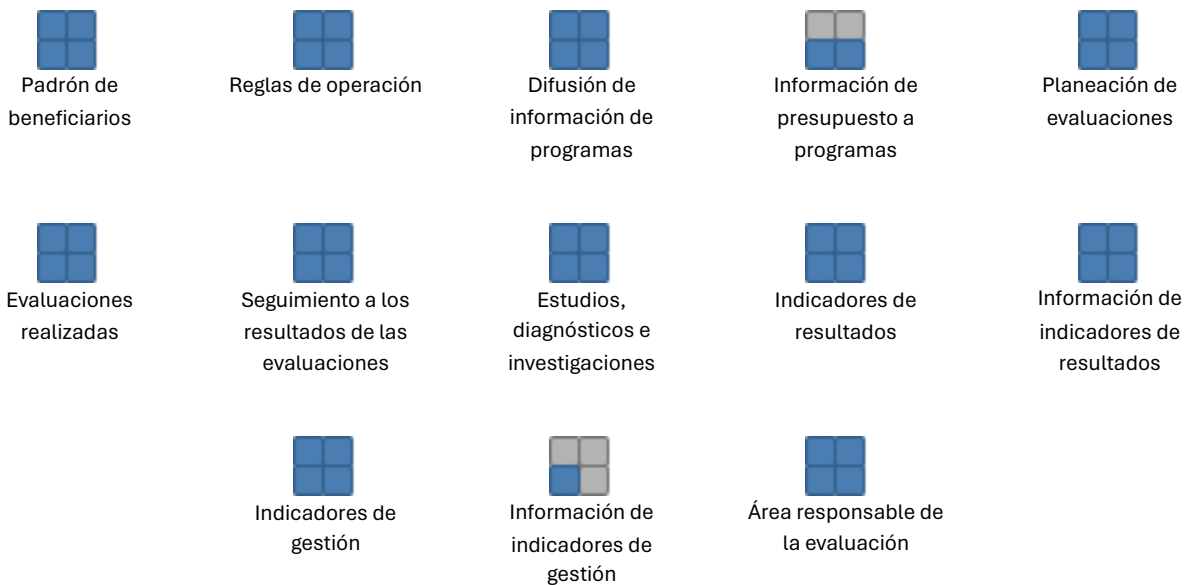 Padrón de
beneficiarios
Reglas de operación
Difusión de
información de
programas
Información de
presupuesto a
programas
Planeación de
evaluaciones
Evaluaciones
realizadas
Seguimiento a los
resultados de las
evaluaciones
Estudios,
diagnósticos e
investigaciones
Indicadores de
resultados
Información de
indicadores de
resultados
Indicadores de
gestión
Información de
indicadores de
gestión
Área responsable de
la evaluación